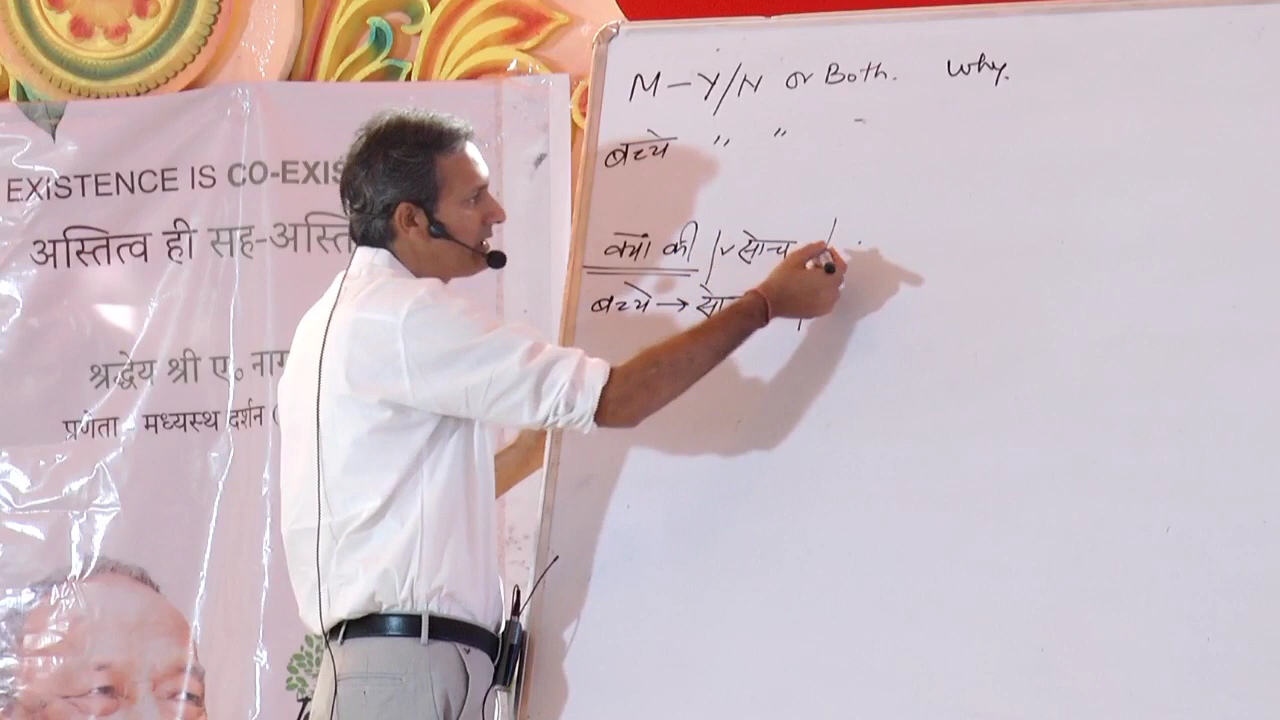 EXISTENCE IS CO-EXIS
अस्तित्व ही सह-अस्ति
श्रद्धेय श्री ए॰ नाग
प्रणेता - मध्यस्थ दर्शन (
M - Y/N or Both. Why.
बच्चे " "
क्यों की | ✓ सोच |
बच्चे → सो